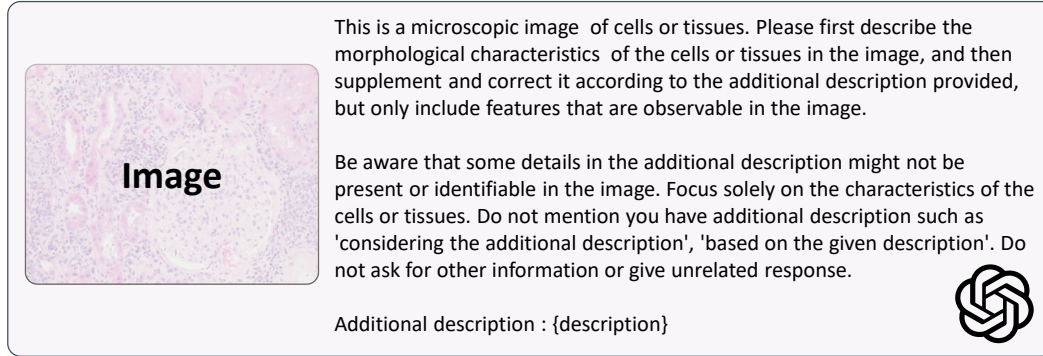 This is a microscopic image of cells or tissues. Please first describe the
morphological characteristics of the cells or tissues in the image, and then
supplement and correct it according to the additional description provided,
but only include features that are observable in the image.
Image
Be aware that some details in the additional description might not be
present or identifiable in the image. Focus solely on the characteristics of the
cells or tissues. Do not mention you have additional description such as
'considering the additional description', 'based on the given description'. Do
not ask for other information or give unrelated response.
Additional description : {description}